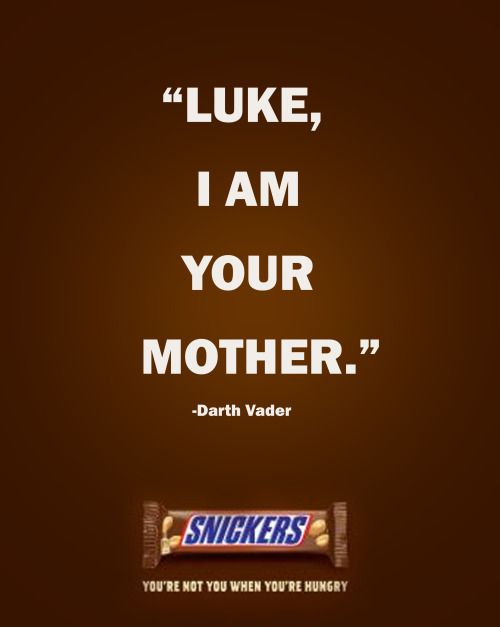 “LUKE,
I AM
YOUR
MOTHER.”
-Darth Vader
SNICKERS
YOU'RE NOT YOU WHEN YOU'RE HUNGRY